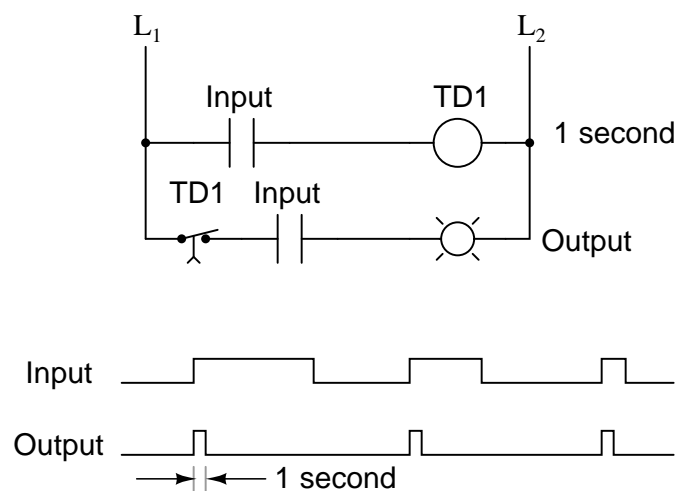 L₁ L₂
Input TD1
1 second
TD1 Input
Output
Input
Output
1 second